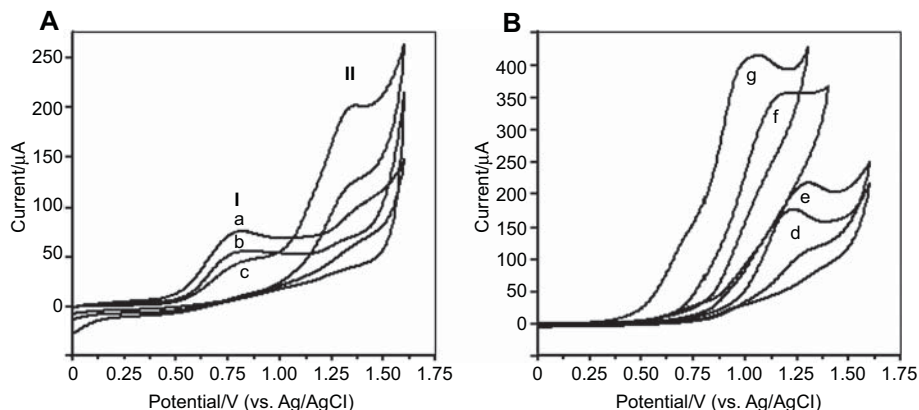 A
Current/µA
250
200
150
100
50
0
I
II
a
b
c
0
0.25
0.50
0.75
1.00
1.25
1.50
1.75
Potential/V (vs. Ag/AgCl)
B
Current/µA
400
350
300
250
200
150
100
50
0
g
f
e
d
0
0.25
0.50
0.75
1.00
1.25
1.50
1.75
Potential/V (vs. Ag/AgCl)